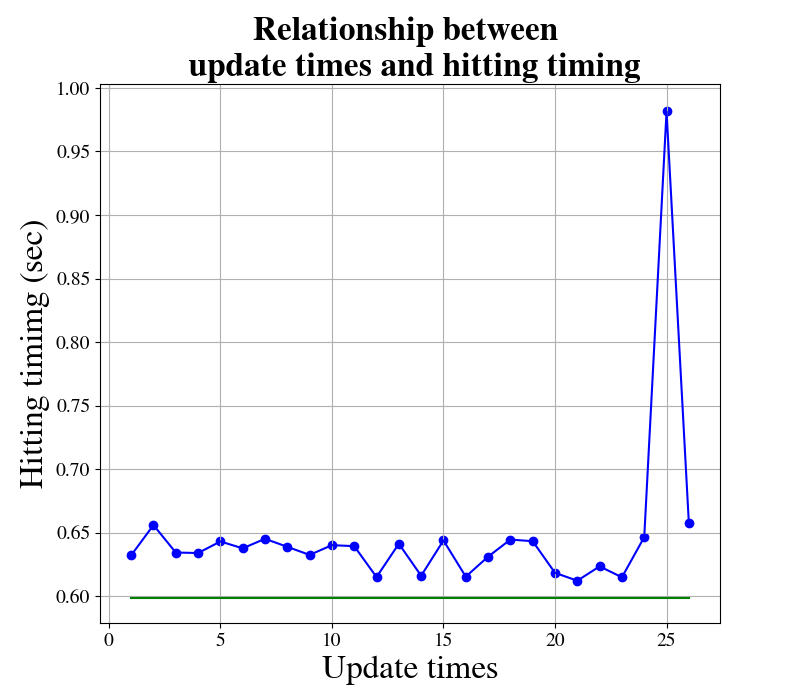 Relationship between
update times and hitting timing
1.00
0.95
0.90
0.85
0.80
0.75
0.70
0.65
0.60
Hitting timimg (sec)
0 5 10 15 20 25
Update times